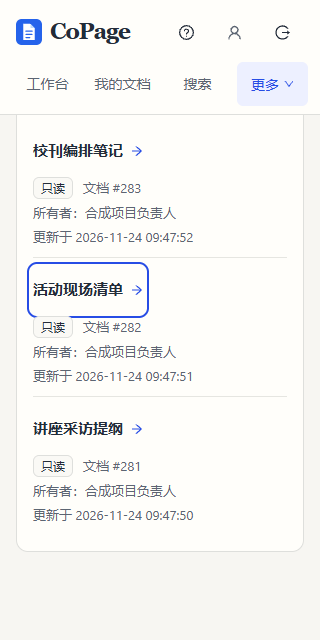 CoPage
工作台 我的文档 搜索 更多
校刊编排笔记
只读 文档 #283
所有者：合成项目负责人
更新于 2026-11-24 09:47:52
活动现场清单
只读 文档 #282
所有者：合成项目负责人
更新于 2026-11-24 09:47:51
讲座采访提纲
只读 文档 #281
所有者：合成项目负责人
更新于 2026-11-24 09:47:50